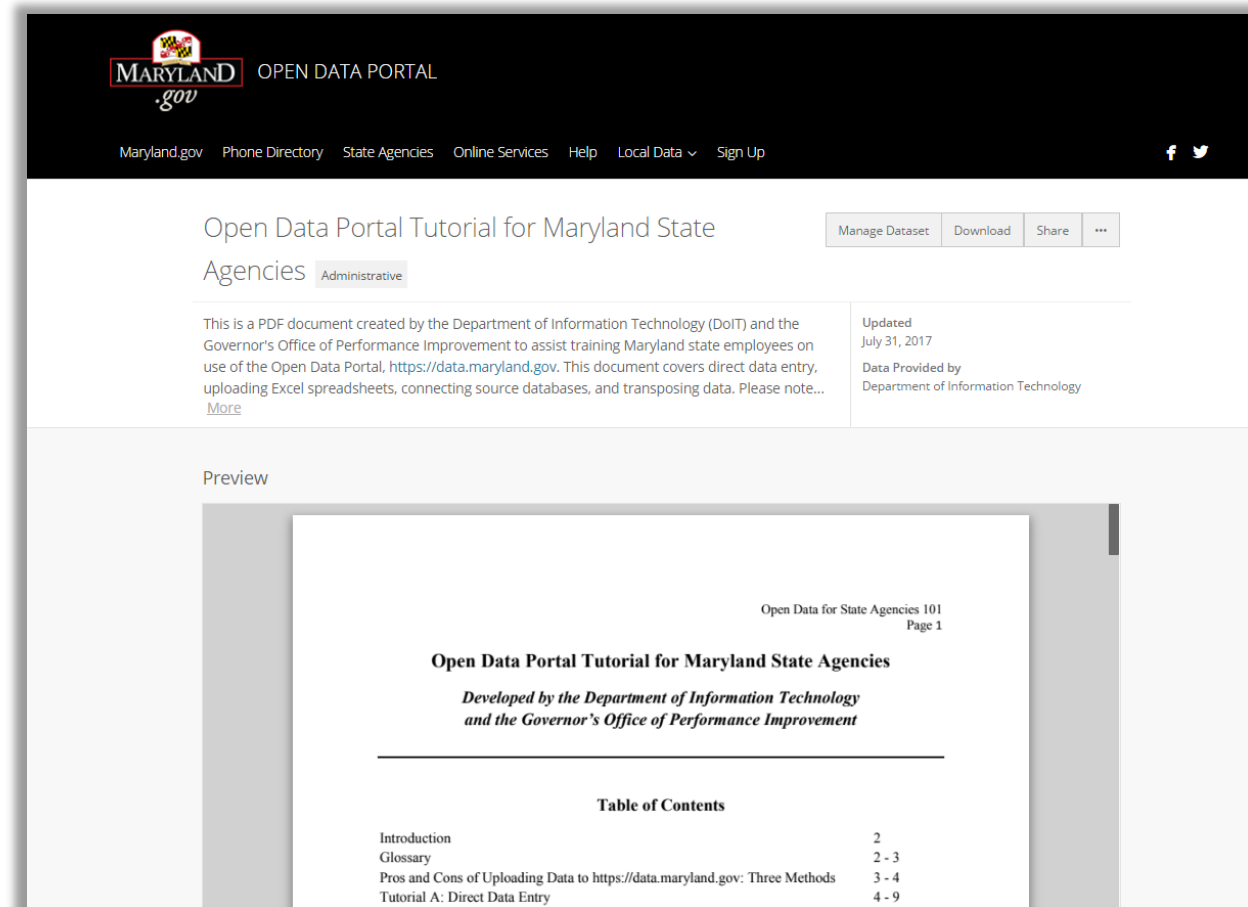 MARYLAND
.gov
OPEN DATA PORTAL
Maryland.gov Phone Directory State Agencies Online Services Help Local Data Sign Up
Open Data Portal Tutorial for Maryland State
Agencies Administrative
Manage Dataset Download Share ...
This is a PDF document created by the Department of Information Technology (DoIT) and the
Governor's Office of Performance Improvement to assist training Maryland state employees on
use of the Open Data Portal, https://data.maryland.gov. This document covers direct data entry,
uploading Excel spreadsheets, connecting source databases, and transposing data. Please note...
More
Updated
July 31, 2017
Data Provided by
Department of Information Technology
Preview
Open Data for State Agencies 101
Page 1
Open Data Portal Tutorial for Maryland State Agencies
Developed by the Department of Information Technology
and the Governor's Office of Performance Improvement
Table of Contents
Introduction 2
Glossary 2 - 3
Pros and Cons of Uploading Data to https://data.maryland.gov: Three Methods 3 - 4
Tutorial A: Direct Data Entry 4 - 9